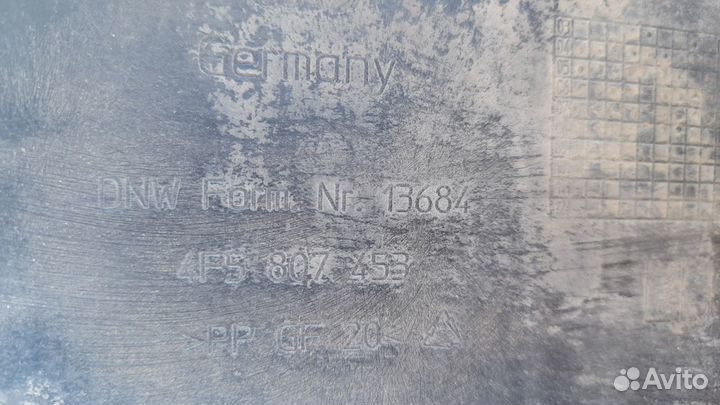 Germany
DNW Form. Nr. 13684
4F5 807 453
PP GF 20
Avito